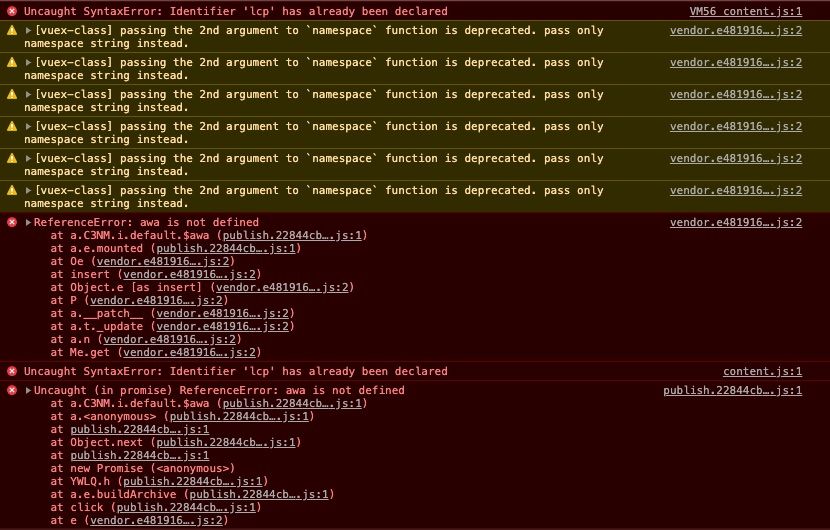 Uncaught SyntaxError: Identifier 'lcp' has already been declared VM56 content.js:1
[vuex-class] passing the 2nd argument to `namespace` function is deprecated. pass only vendor.e481916….js:2
namespace string instead.
[vuex-class] passing the 2nd argument to `namespace` function is deprecated. pass only vendor.e481916….js:2
namespace string instead.
[vuex-class] passing the 2nd argument to `namespace` function is deprecated. pass only vendor.e481916….js:2
namespace string instead.
[vuex-class] passing the 2nd argument to `namespace` function is deprecated. pass only vendor.e481916….js:2
namespace string instead.
[vuex-class] passing the 2nd argument to `namespace` function is deprecated. pass only vendor.e481916….js:2
namespace string instead.
[vuex-class] passing the 2nd argument to `namespace` function is deprecated. pass only vendor.e481916….js:2
namespace string instead.
ReferenceError: awa is not defined vendor.e481916….js:2
at a.C3NM.i.default.$awa (publish.22844cb….js:1)
at a.e.mounted (publish.22844cb….js:1)
at Oe (vendor.e481916….js:2)
at insert (vendor.e481916….js:2)
at Object.e [as insert] (vendor.e481916….js:2)
at P (vendor.e481916….js:2)
at a.__patch__ (vendor.e481916….js:2)
at a.t._update (vendor.e481916….js:2)
at a.n (vendor.e481916….js:2)
at Me.get (vendor.e481916….js:2)
Uncaught SyntaxError: Identifier 'lcp' has already been declared content.js:1
Uncaught (in promise) ReferenceError: awa is not defined publish.22844cb….js:1
at a.C3NM.i.default.$awa (publish.22844cb….js:1)
at a.<anonymous> (publish.22844cb….js:1)
at publish.22844cb….js:1
at Object.next (publish.22844cb….js:1)
at publish.22844cb….js:1
at new Promise (<anonymous>)
at YWLQ.h (publish.22844cb….js:1)
at a.e.buildArchive (publish.22844cb….js:1)
at click (publish.22844cb….js:1)
at e (vendor.e481916….js:2)